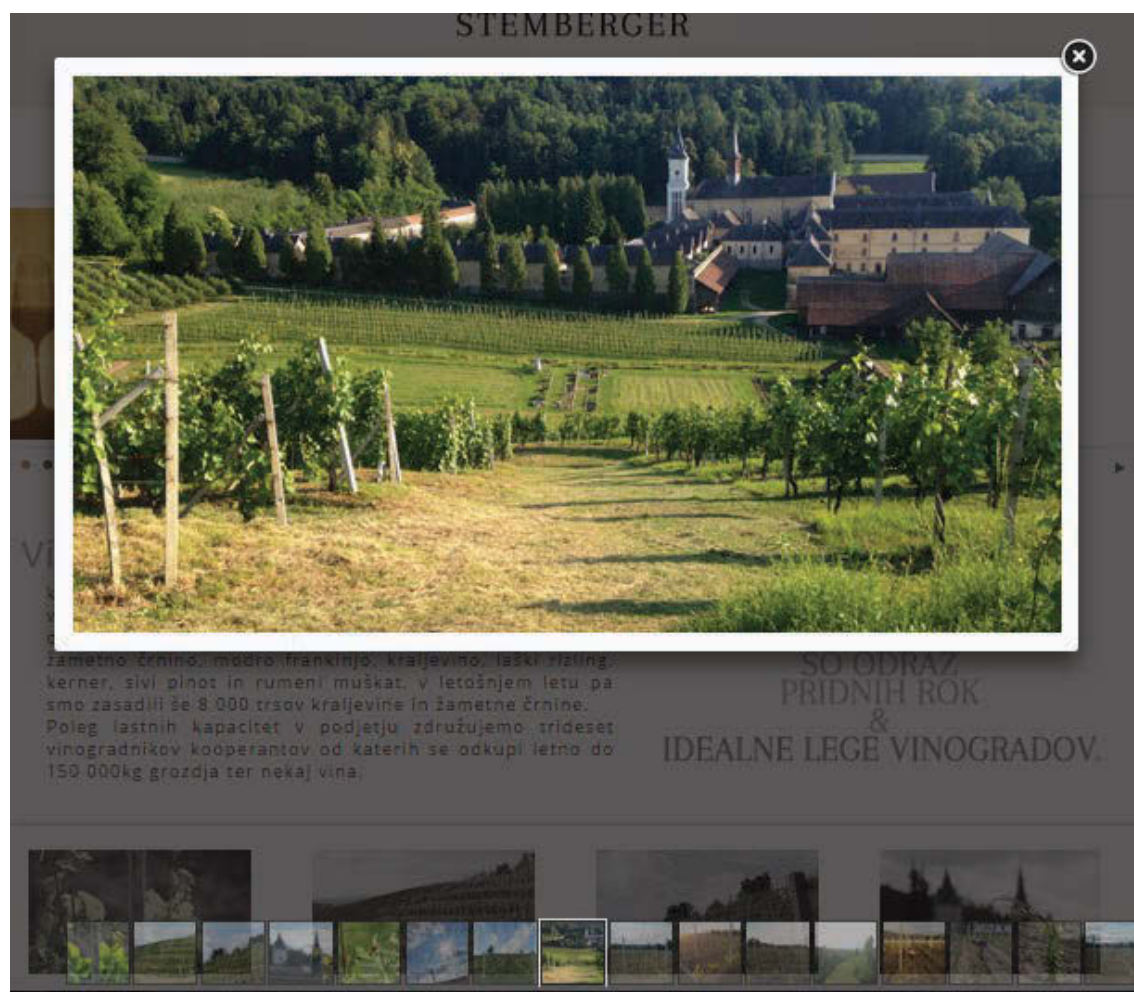 STEMBERGER
žametno črnino, modro frankinjo, kraljevino, laški rizling,
kerner, sivi pinot in rumeni muškat, v letošnjem letu pa
smo zasadili še 8.000 trsov kraljevine in žametne črnine.
Poleg lastnih kapacitet v podjetju združujemo trideset
vinogradnikov kooperantov od katerih se odkupi letno do
150 000kg grozdja ter nekaj vina.
SO ODRAZ
PRIDNIH ROK
&
IDEALNE LEGE VINOGRADOV.